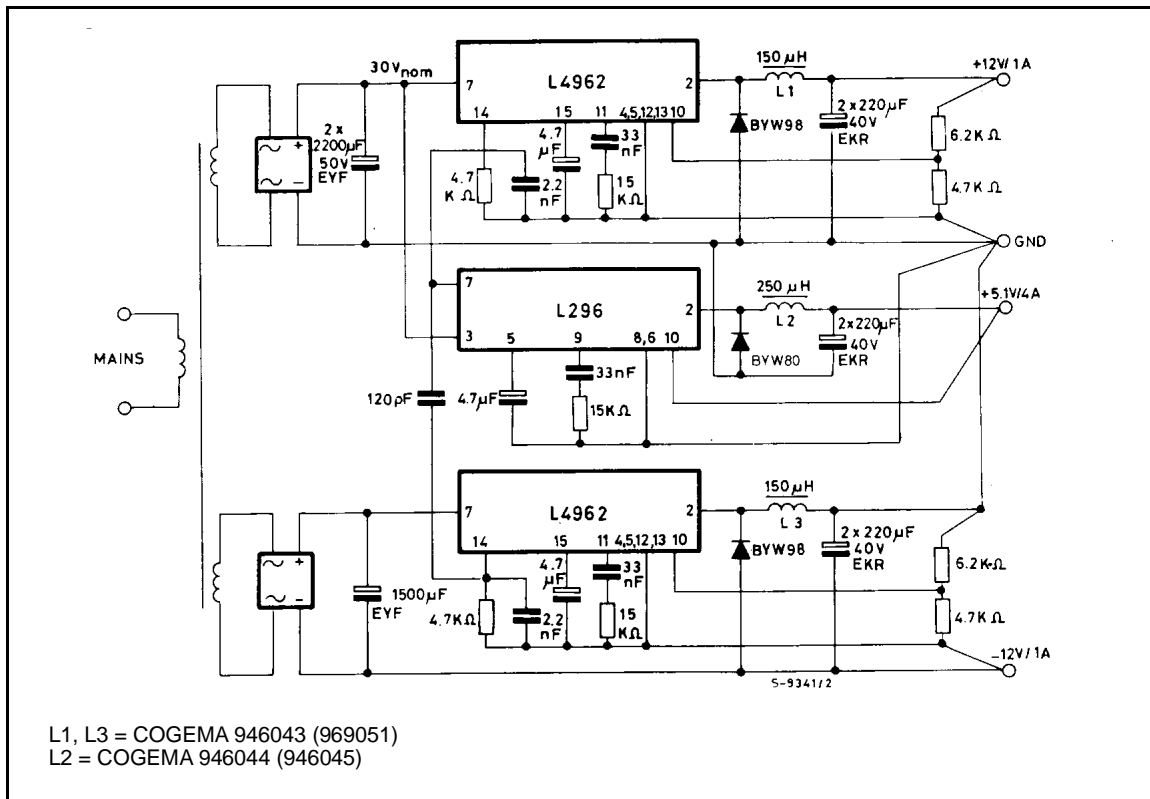 30Vnom
L4962
7
2
14
15
11
4,5,12,13
10
150µH
L1
+12V/1A
2x
2200µF
50V
EYF
4.7
KΩ
2.2
nF
4.7
µF
33
nF
15
KΩ
BYW98
2x220µF
40V
EKR
6.2KΩ
4.7KΩ
GND
L296
7
3
2
5
9
8,6
10
250µH
L2
+5.1V/4A
2x220µF
40V
EKR
BYW80
MAINS
120pF
4.7µF
33nF
15KΩ
L4962
7
2
14
15
11
4,5,12,13
10
150µH
L3
1500µF
EYF
4.7KΩ
2.2
nF
4.7
µF
33
nF
15
KΩ
BYW98
2x220µF
40V
EKR
6.2KΩ
4.7KΩ
-12V/1A
S-9341/2
L1, L3 = COGEMA 946043 (969051)
L2 = COGEMA 946044 (946045)